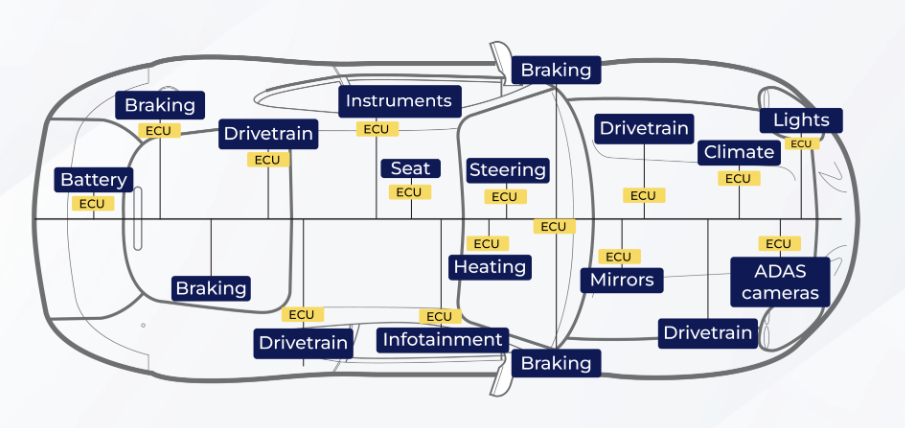 Braking
Braking
ECU
Instruments
ECU
Drivetrain
ECU
Drivetrain
Lights
ECU
Climate
ECU
Battery
ECU
Seat
ECU
Steering
ECU
ECU
ECU
ECU
Heating
ECU
Mirrors
ECU
ADAS
cameras
Braking
ECU
Drivetrain
ECU
Infotainment
Drivetrain
Braking